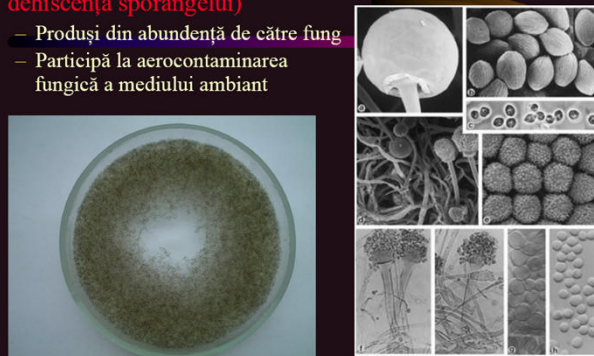 dehiscența sporangelui)
– Produși din abundență de către fung
– Participă la aerocontaminarea
fungică a mediului ambiant
a
b
c
d
e
f
g
h